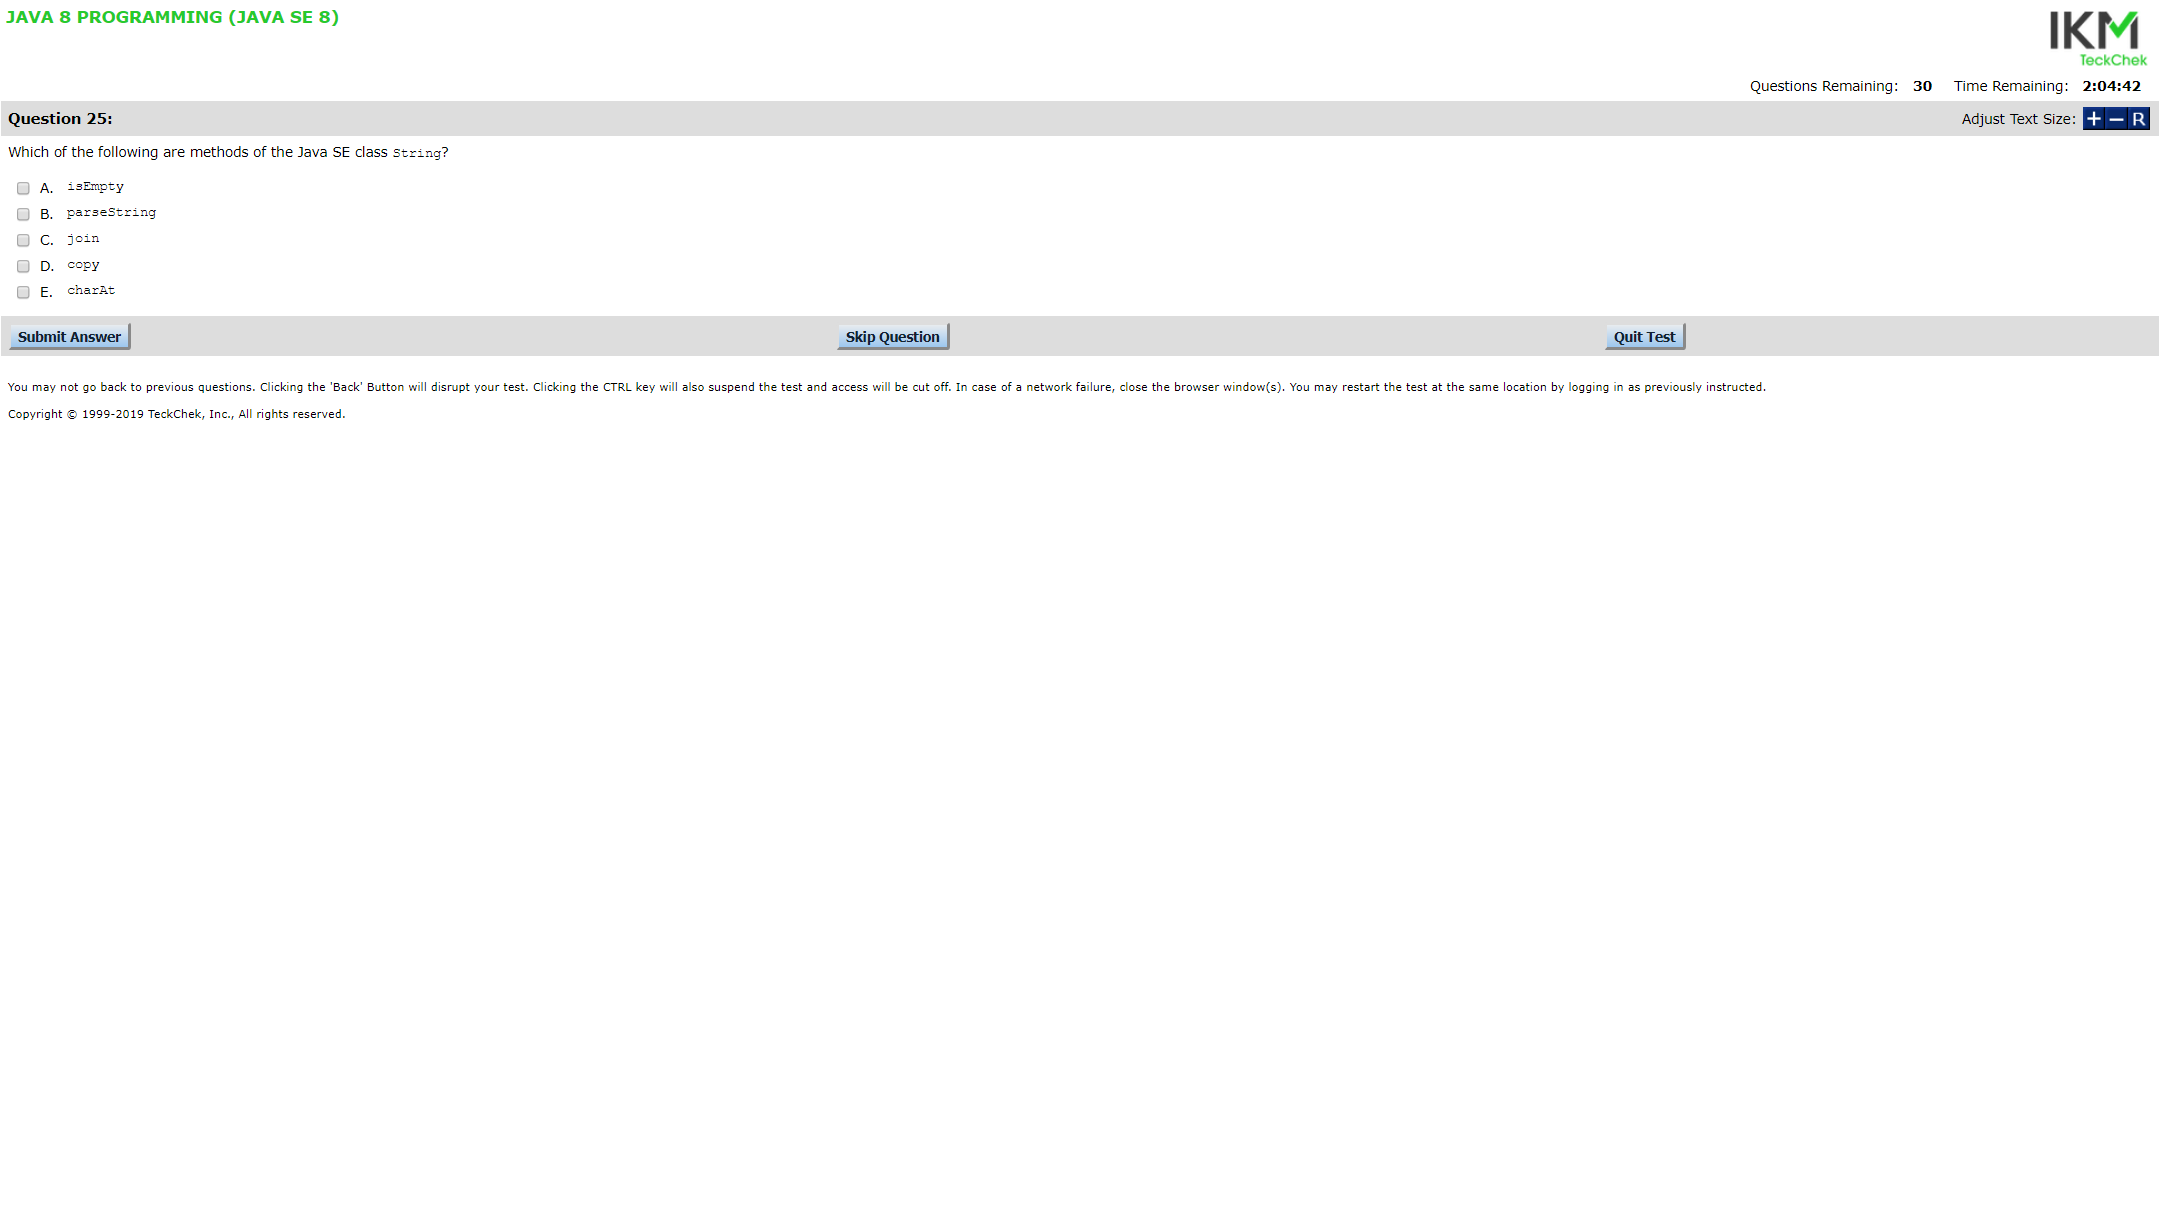 JAVA 8 PROGRAMMING (JAVA SE 8)
IKM
TeckChek
Questions Remaining: 30 Time Remaining: 2:04:42
Question 25: Adjust Text Size: + − R
Which of the following are methods of the Java SE class String?
A. isEmpty
B. parseString
C. join
D. copy
E. charAt
Submit Answer Skip Question Quit Test
You may not go back to previous questions. Clicking the 'Back' Button will disrupt your test. Clicking the CTRL key will also suspend the test and access will be cut off. In case of a network failure, close the browser window(s). You may restart the test at the same location by logging in as previously instructed.
Copyright © 1999-2019 TeckChek, Inc., All rights reserved.